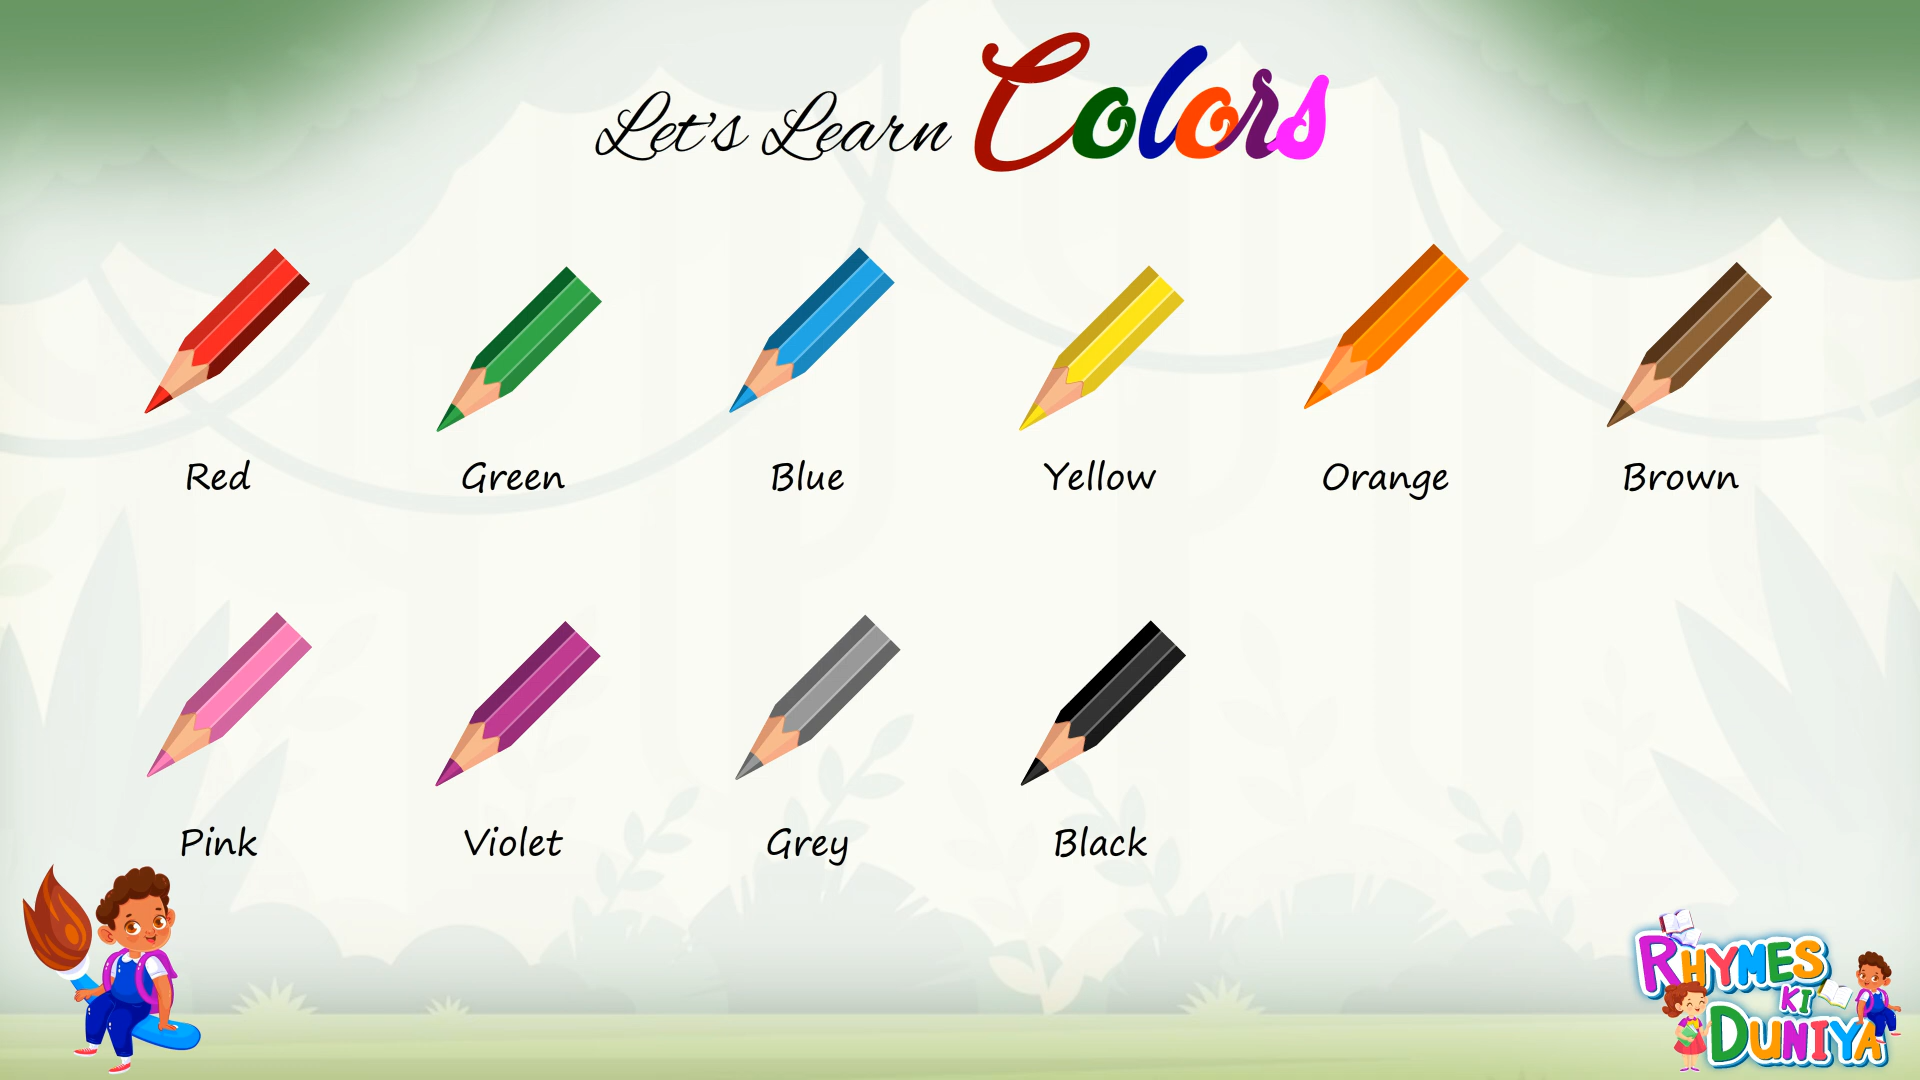 Let's Learn Colors
Red Green Blue Yellow Orange Brown
Pink Violet Grey Black
RHYMES
KI
DUNIYA